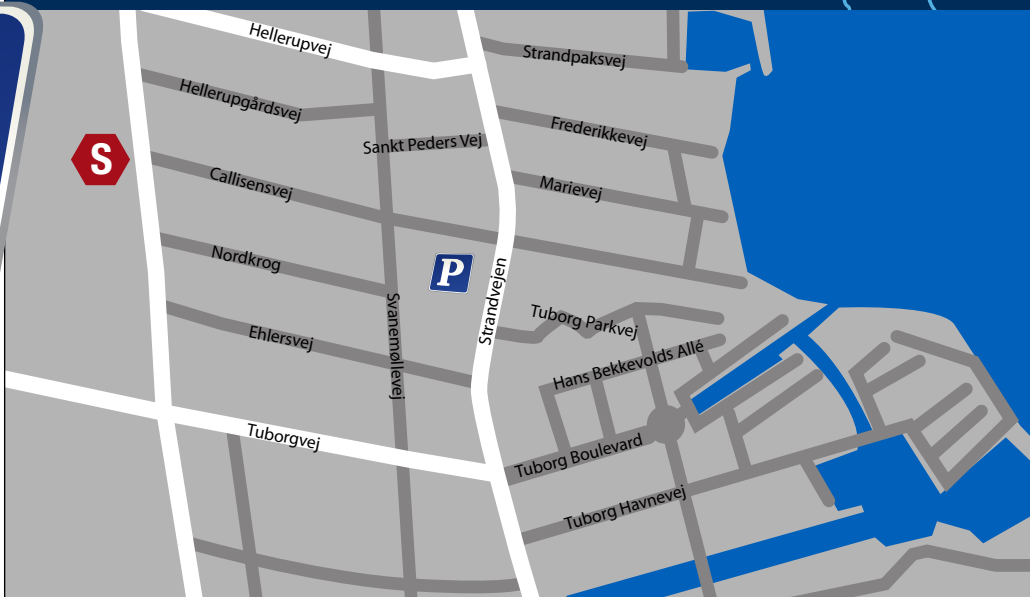 Hellerupvej
Strandpaksvej
Hellerupgårdsvej
Frederikkevej
Sankt Peders Vej
S
Callisensvej
Marievej
Nordkrog
P
Strandvejen
Svanemøllevej
Tuborg Parkvej
Ehlersvej
Hans Bekkevolds Allé
Tuborgvej
Tuborg Boulevard
Tuborg Havnevej